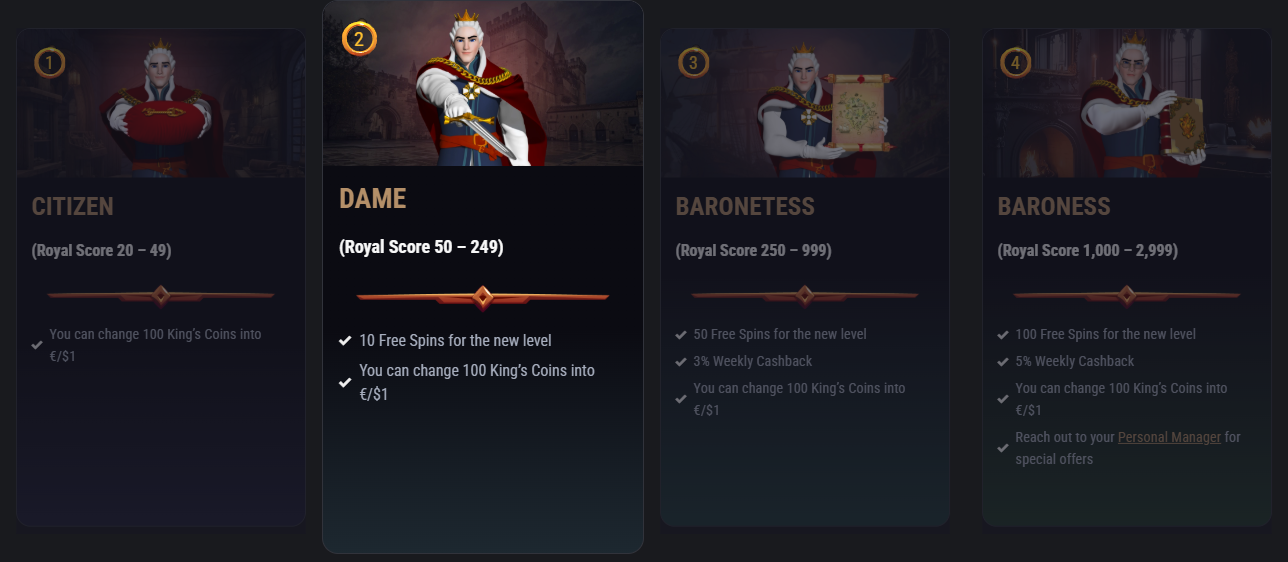 1
CITIZEN
(Royal Score 20 – 49)
You can change 100 King's Coins into
€/$1
2
DAME
(Royal Score 50 – 249)
10 Free Spins for the new level
You can change 100 King's Coins into
€/$1
3
BARONETESS
(Royal Score 250 – 999)
50 Free Spins for the new level
3% Weekly Cashback
You can change 100 King's Coins into
€/$1
4
BARONESS
(Royal Score 1,000 – 2,999)
100 Free Spins for the new level
5% Weekly Cashback
You can change 100 King's Coins into
€/$1
Reach out to your Personal Manager for
special offers